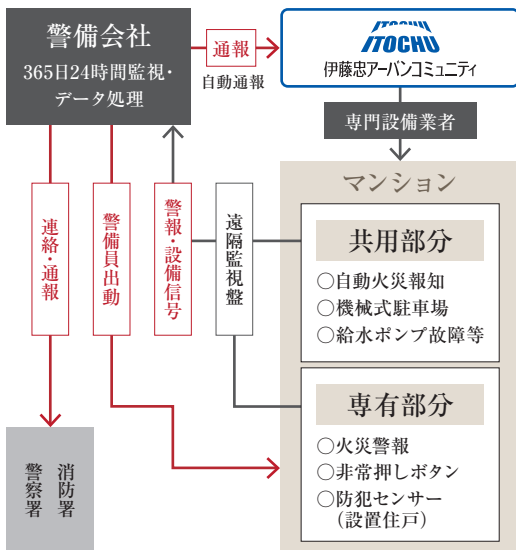 警備会社
365日24時間監視・
データ処理
通報
自動通報
ITOCHU
ITOCHU
伊藤忠アーバンコミュニティ
専門設備業者
連絡・通報
警備員出動
警報・設備信号
遠隔監視盤
マンション
共用部分
○自動火災報知
○機械式駐車場
○給水ポンプ故障等
専有部分
○火災警報
○非常押しボタン
○防犯センサー
(設置住戸)
消防署
警察署